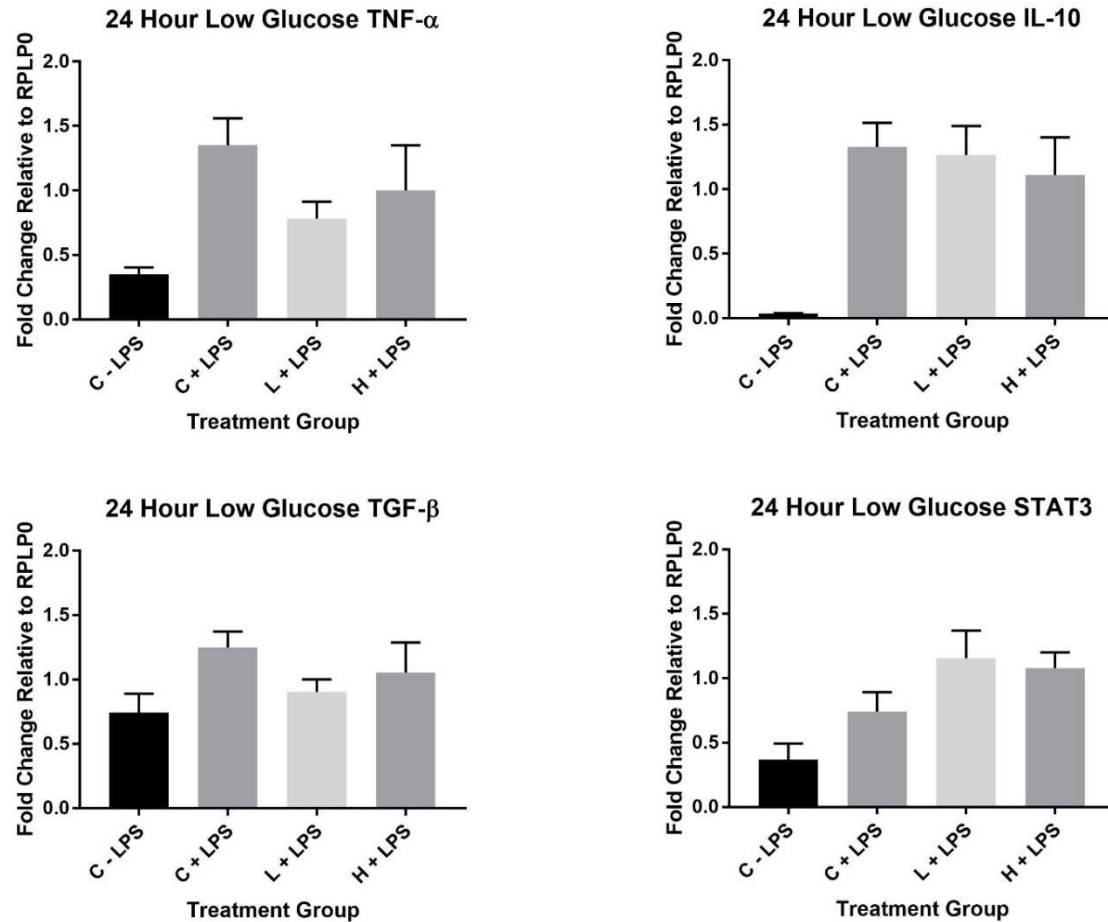 24 Hour Low Glucose TNF-α
Fold Change Relative to RPLP0
2.0
1.5
1.0
0.5
0.0
C - LPS
C + LPS
L + LPS
H + LPS
Treatment Group
24 Hour Low Glucose IL-10
Fold Change Relative to RPLP0
2.0
1.5
1.0
0.5
0.0
C - LPS
C + LPS
L + LPS
H + LPS
Treatment Group
24 Hour Low Glucose TGF-β
Fold Change Relative to RPLP0
2.0
1.5
1.0
0.5
0.0
C - LPS
C + LPS
L + LPS
H + LPS
Treatment Group
24 Hour Low Glucose STAT3
Fold Change Relative to RPLP0
2.0
1.5
1.0
0.5
0.0
C - LPS
C + LPS
L + LPS
H + LPS
Treatment Group